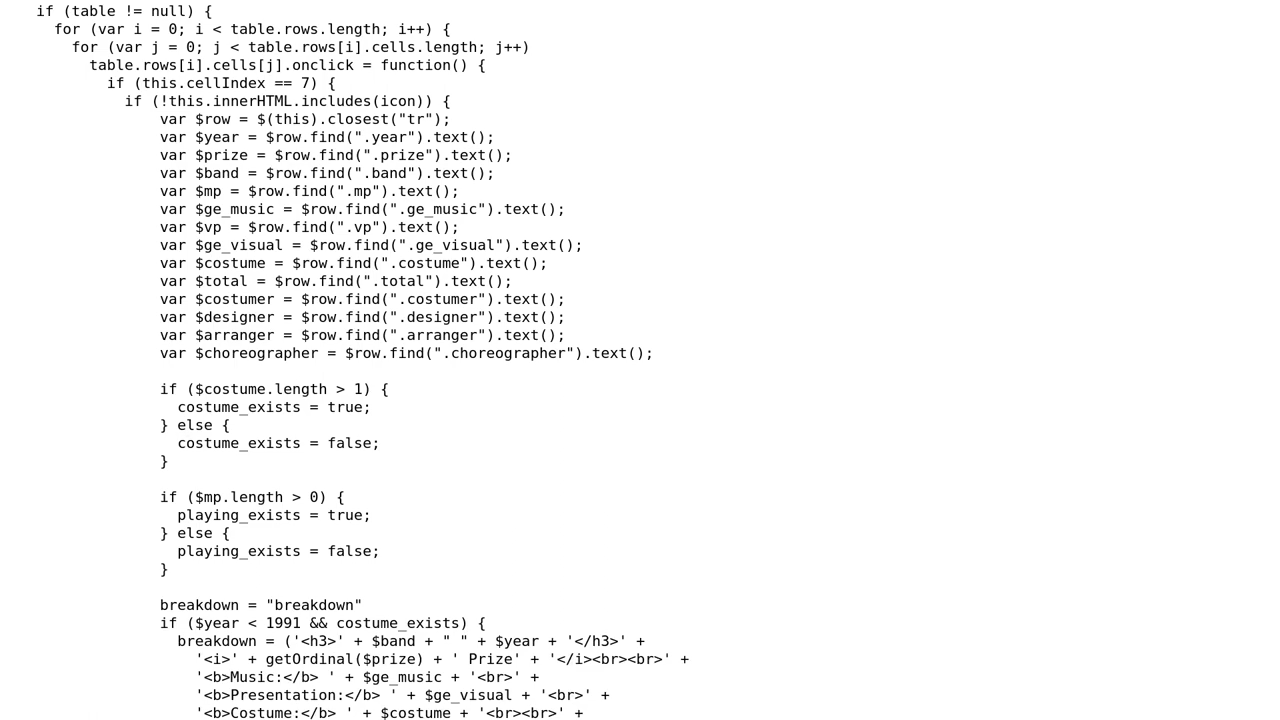 if (table != null) {
for (var i = 0; i < table.rows.length; i++) {
for (var j = 0; j < table.rows[i].cells.length; j++)
table.rows[i].cells[j].onclick = function() {
if (this.cellIndex == 7) {
if (!this.innerHTML.includes(icon)) {
var $row = $(this).closest("tr");
var $year = $row.find(".year").text();
var $prize = $row.find(".prize").text();
var $band = $row.find(".band").text();
var $mp = $row.find(".mp").text();
var $ge_music = $row.find(".ge_music").text();
var $vp = $row.find(".vp").text();
var $ge_visual = $row.find(".ge_visual").text();
var $costume = $row.find(".costume").text();
var $total = $row.find(".total").text();
var $costumer = $row.find(".costumer").text();
var $designer = $row.find(".designer").text();
var $arranger = $row.find(".arranger").text();
var $choreographer = $row.find(".choreographer").text();
if ($costume.length > 1) {
costume_exists = true;
} else {
costume_exists = false;
}
if ($mp.length > 0) {
playing_exists = true;
} else {
playing_exists = false;
}
breakdown = "breakdown"
if ($year < 1991 && costume_exists) {
breakdown = ('<h3>' + $band + " " + $year + '</h3>' +
'<i>' + getOrdinal($prize) + ' Prize' + '</i><br><br>' +
'<b>Music:</b> ' + $ge_music + '<br>' +
'<b>Presentation:</b> ' + $ge_visual + '<br>' +
'<b>Costume:</b> ' + $costume + '<br><br>' +